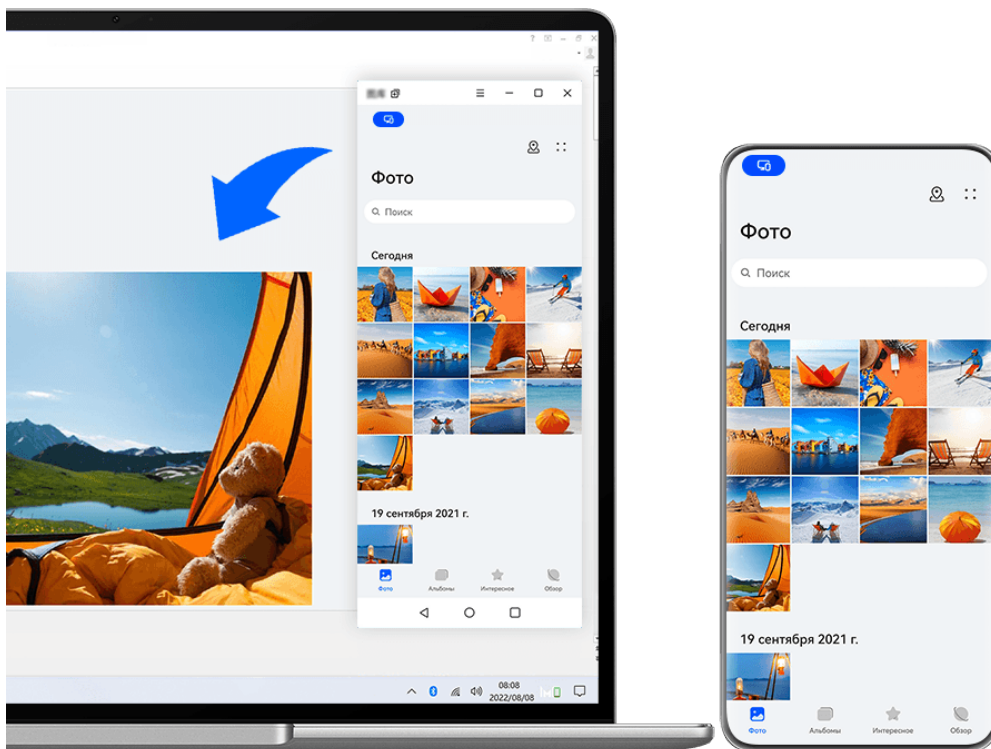 Фото
Поиск
Сегодня
19 сентября 2021 г.
Фото Альбомы Интересное Обзор
08:08
2022/08/08
Фото
Поиск
Сегодня
19 сентября 2021 г.
Фото Альбомы Интересное Обзор